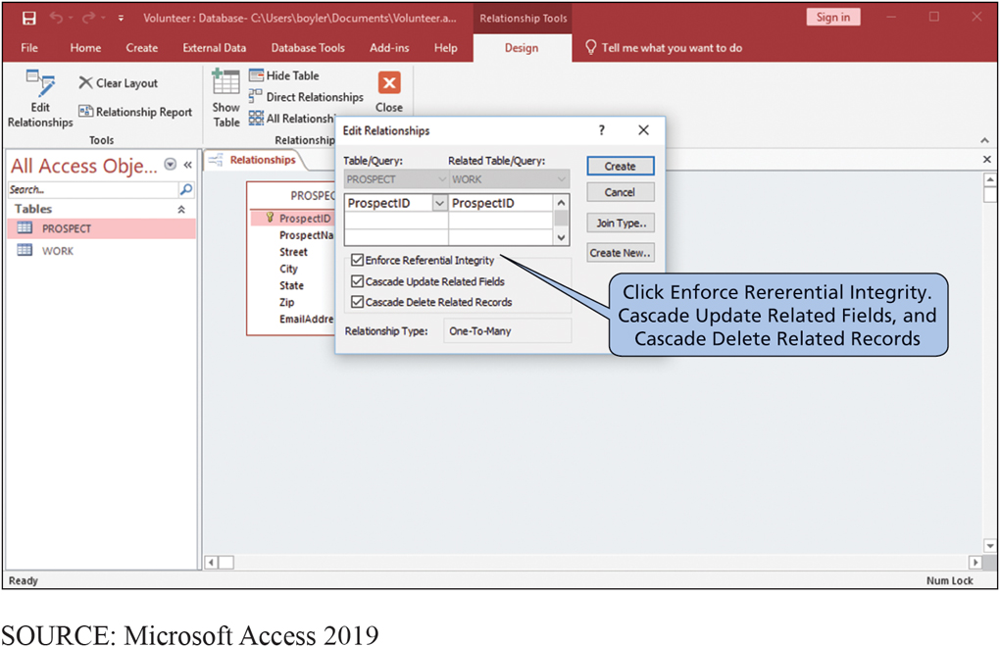 Volunteer : Database- C:\Users\boyler\Documents\Volunteer.a...
Relationship Tools
Sign in
File Home Create External Data Database Tools Add-ins Help Design Tell me what you want to do
Edit Relationships
Clear Layout
Relationship Report
Tools
Show Table
Hide Table
Direct Relationships
All Relationsh
Relationship
Close
All Access Obje... «
Search..
Tables
PROSPECT
WORK
Relationships
PROSPEC
ProspectID
ProspectNa
Street
City
State
Zip
EmailAddre
Edit Relationships ? ×
Table/Query: Related Table/Query:
PROSPECT WORK
ProspectID ProspectID
Enforce Referential Integrity
Cascade Update Related Fields
Cascade Delete Related Records
Relationship Type: One-To-Many
Create
Cancel
Join Type..
Create New..
Click Enforce Rererential Integrity.
Cascade Update Related Fields, and
Cascade Delete Related Records
Ready Num Lock
SOURCE: Microsoft Access 2019